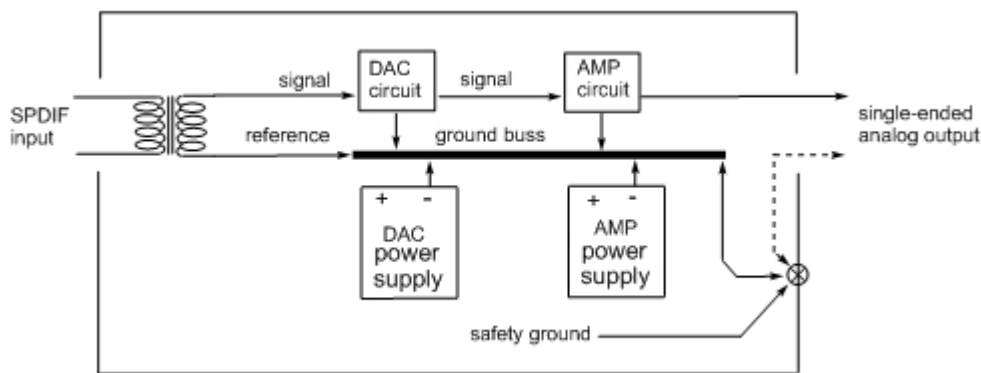 DAC
circuit
AMP
circuit
signal
signal
SPDIF
input
single-ended
analog output
reference
ground buss
+ -
DAC
power
supply
+ -
AMP
power
supply
safety ground